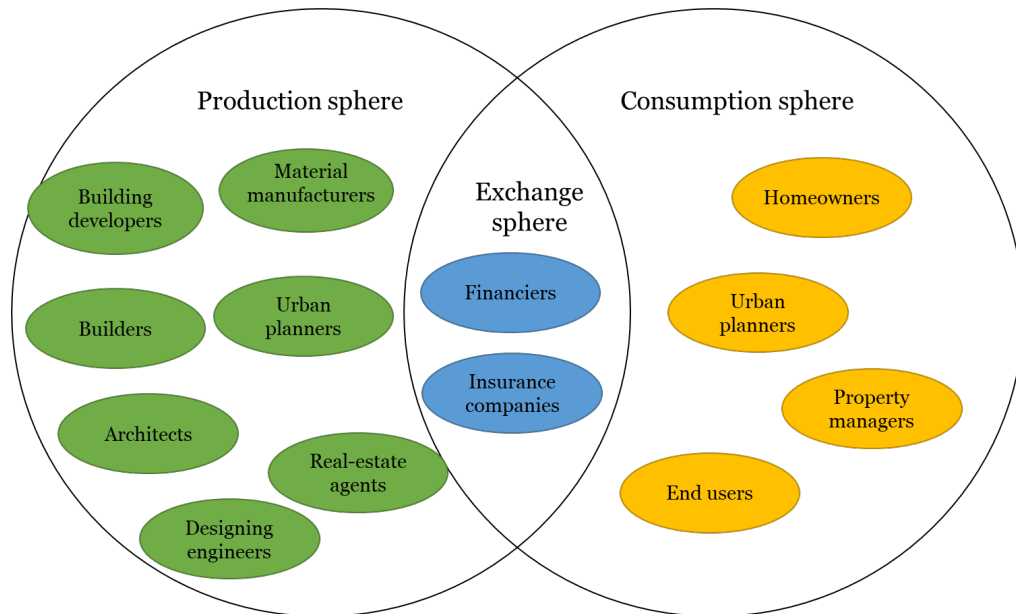 Production sphere
Consumption sphere
Exchange
sphere
Building
developers
Material
manufacturers
Builders
Urban
planners
Architects
Real-estate
agents
Designing
engineers
Financiers
Insurance
companies
Homeowners
Urban
planners
Property
managers
End users